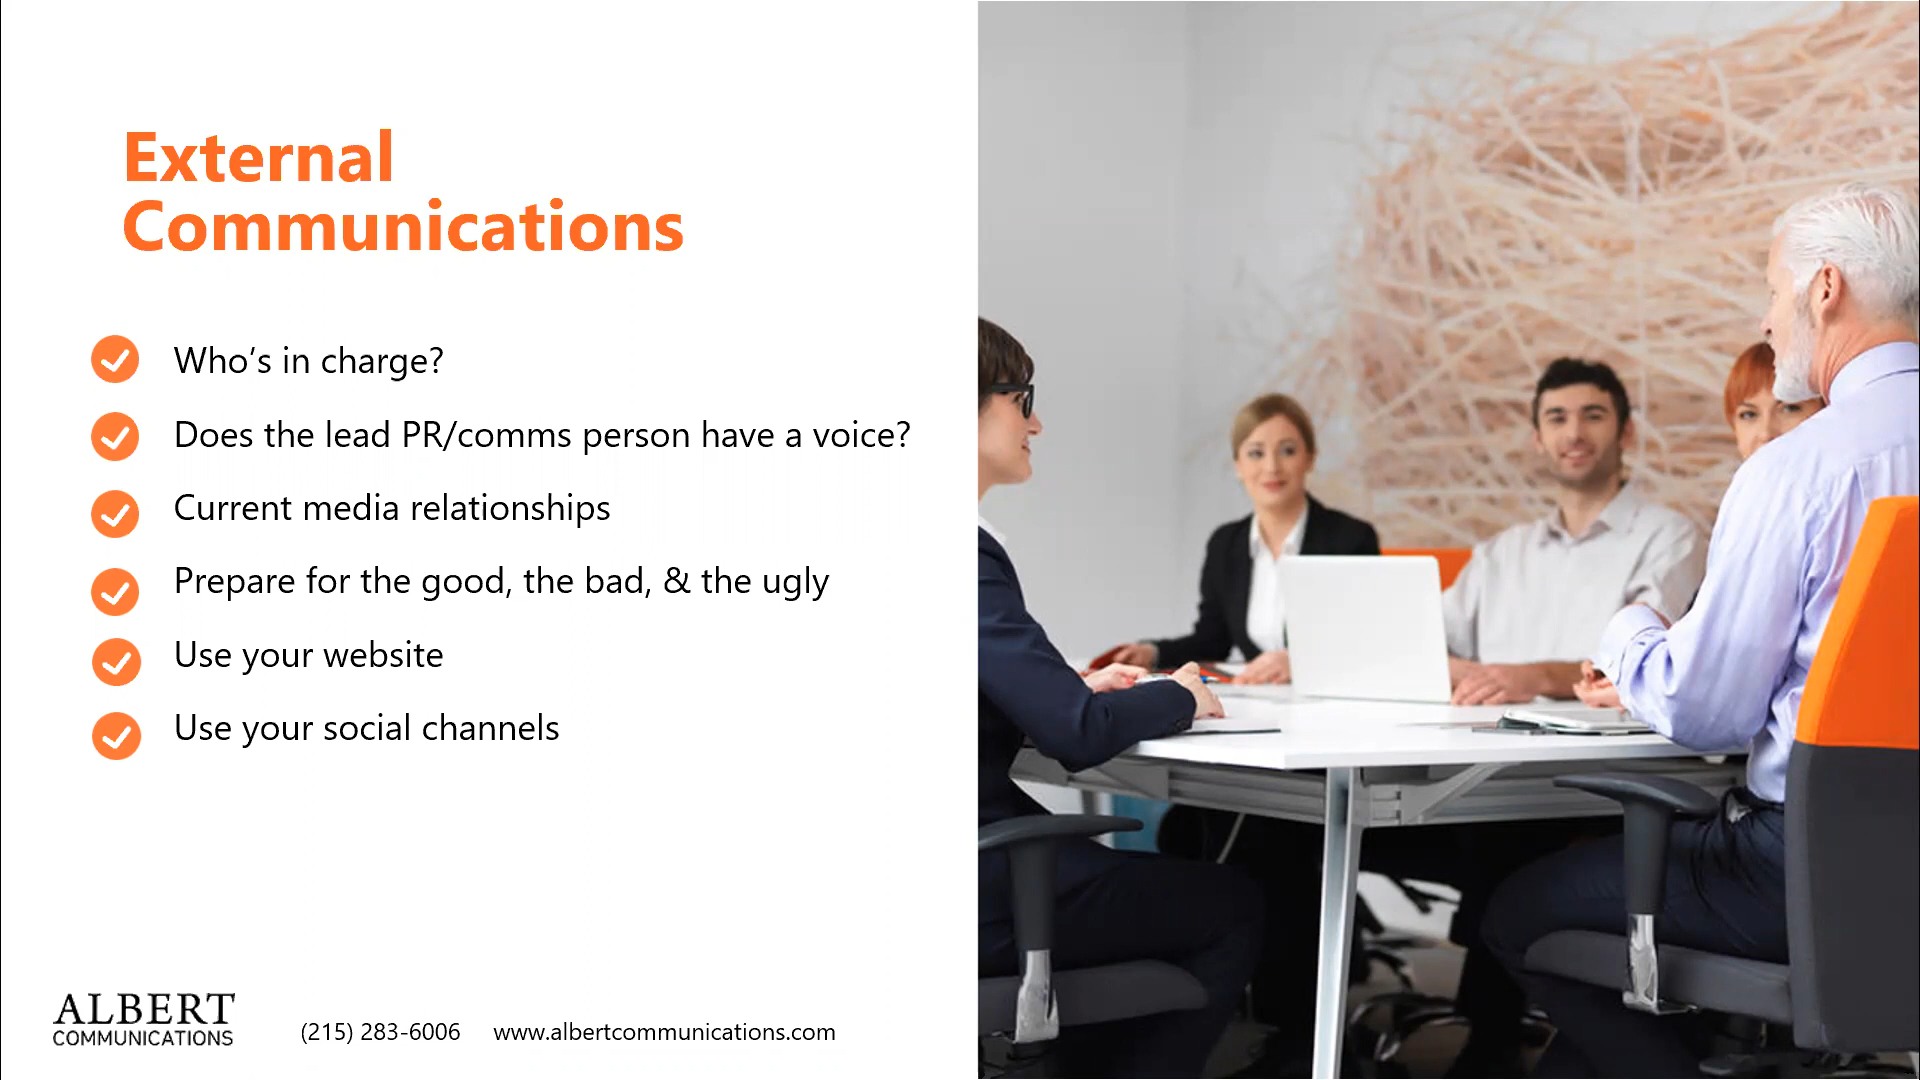 External
Communications
Who’s in charge?
Does the lead PR/comms person have a voice?
Current media relationships
Prepare for the good, the bad, & the ugly
Use your website
Use your social channels
ALBERT
COMMUNICATIONS
(215) 283-6006 www.albertcommunications.com